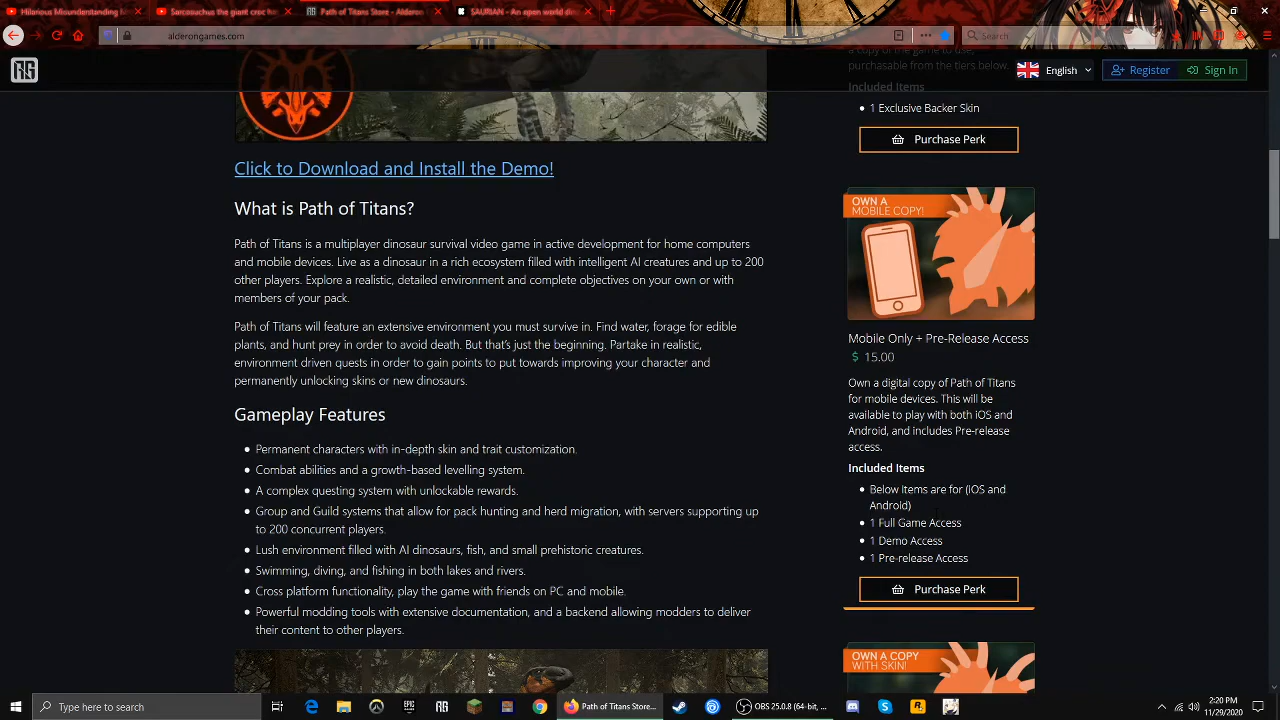 Hilarious Misunderstanding
Sarcosuchus the giant croc
Path of Titans Store - Alderon
SAURIAN - An open world di
alderongames.com
Search
English
Register
Sign In
a copy of the game to use,
purchasable from the tiers below.
Included Items
1 Exclusive Backer Skin
Purchase Perk
Click to Download and Install the Demo!
What is Path of Titans?
Path of Titans is a multiplayer dinosaur survival video game in active development for home computers
and mobile devices. Live as a dinosaur in a rich ecosystem filled with intelligent AI creatures and up to 200
other players. Explore a realistic, detailed environment and complete objectives on your own or with
members of your pack.
Path of Titans will feature an extensive environment you must survive in. Find water, forage for edible
plants, and hunt prey in order to avoid death. But that's just the beginning. Partake in realistic,
environment driven quests in order to gain points to put towards improving your character and
permanently unlocking skins or new dinosaurs.
Gameplay Features
Permanent characters with in-depth skin and trait customization.
Combat abilities and a growth-based levelling system.
A complex questing system with unlockable rewards.
Group and Guild systems that allow for pack hunting and herd migration, with servers supporting up
to 200 concurrent players.
Lush environment filled with AI dinosaurs, fish, and small prehistoric creatures.
Swimming, diving, and fishing in both lakes and rivers.
Cross platform functionality, play the game with friends on PC and mobile.
Powerful modding tools with extensive documentation, and a backend allowing modders to deliver
their content to other players.
OWN A
MOBILE COPY!
Mobile Only + Pre-Release Access
$ 15.00
Own a digital copy of Path of Titans
for mobile devices. This will be
available to play with both iOS and
Android, and includes Pre-release
access.
Included Items
Below items are for (iOS and
Android)
1 Full Game Access
1 Demo Access
1 Pre-release Access
Purchase Perk
OWN A COPY
WITH SKIN!
Type here to search
EPIC
Path of Titans Store...
OBS 25.0.8 (64-bit, ...
2:20 PM
11/29/2020